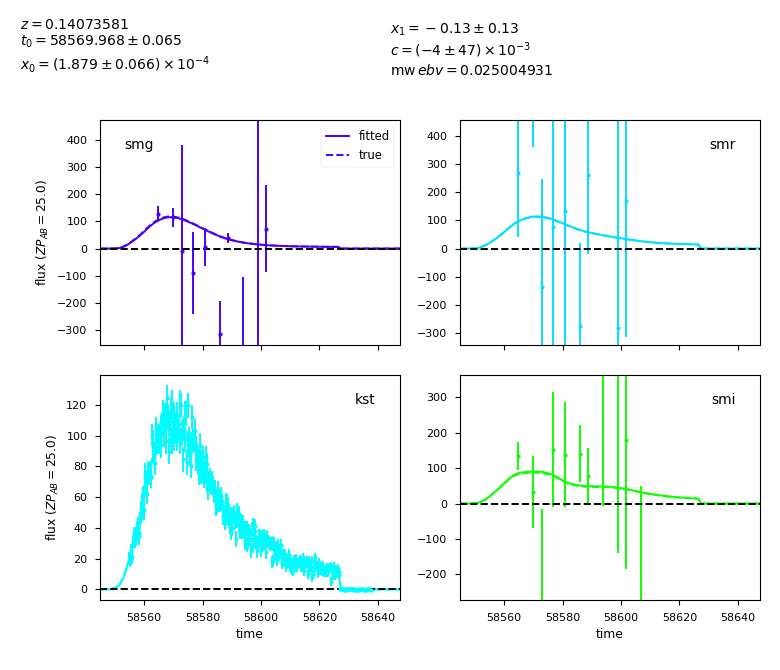 z = 0.14073581
t₀ = 58569.968 ± 0.065
x₀ = (1.879 ± 0.066) × 10⁻⁴
x₁ = −0.13 ± 0.13
c = (−4 ± 47) × 10⁻³
mw ebv = 0.025004931
smg
fitted
true
400
300
200
100
0
−100
−200
−300
flux (ZP_AB = 25.0)
smr
400
300
200
100
0
−100
−200
−300
kst
120
100
80
60
40
20
0
flux (ZP_AB = 25.0)
58560 58580 58600 58620 58640
time
smi
300
200
100
0
−100
−200
58560 58580 58600 58620 58640
time